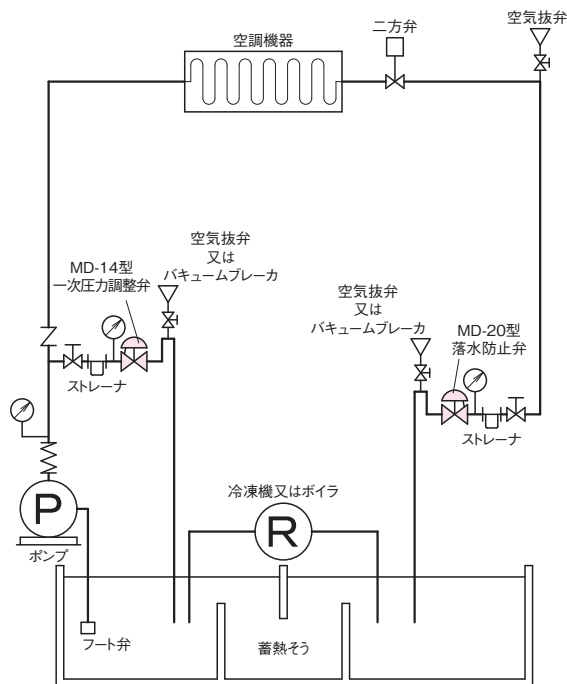 空気抜弁
二方弁
空調機器
空気抜弁
又は
バキュームブレーカ
MD-14型
一次圧力調整弁
空気抜弁
又は
バキュームブレーカ
MD-20型
落水防止弁
ストレーナ
ストレーナ
冷凍機又はボイラ
P
R
ポンプ
フート弁
蓄熱そう